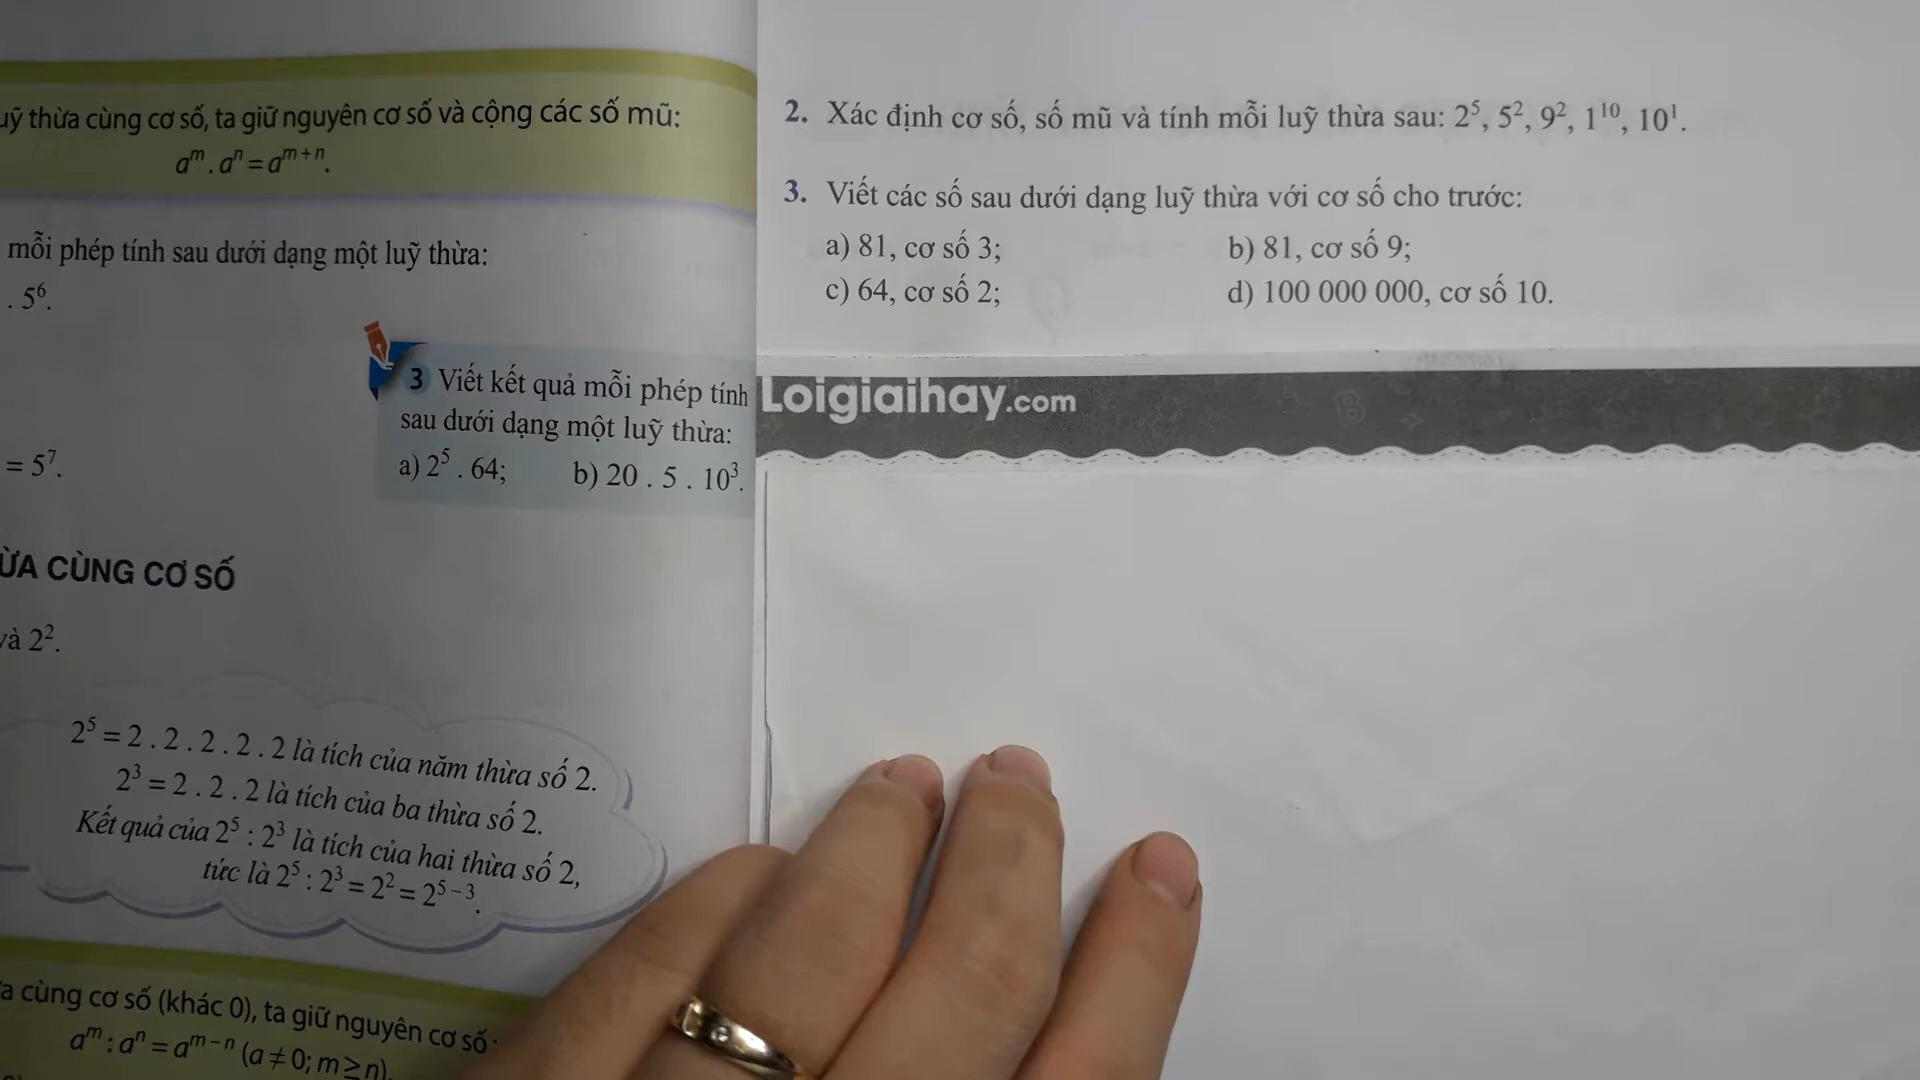 uỹ thừa cùng cơ số, ta giữ nguyên cơ số và cộng các số mũ:
aᵐ . aⁿ = aᵐ⁺ⁿ.
mỗi phép tính sau dưới dạng một luỹ thừa:
. 5⁶.
3 Viết kết quả mỗi phép tính
sau dưới dạng một luỹ thừa:
a) 2⁵ . 64; b) 20 . 5 . 10³.
= 5⁷.
ỪA CÙNG CƠ SỐ
và 2².
2⁵ = 2 . 2 . 2 . 2 . 2 là tích của năm thừa số 2.
2³ = 2 . 2 . 2 là tích của ba thừa số 2.
Kết quả của 2⁵ : 2³ là tích của hai thừa số 2,
tức là 2⁵ : 2³ = 2² = 2⁵⁻³.
a cùng cơ số (khác 0), ta giữ nguyên cơ số
aᵐ : aⁿ = aᵐ⁻ⁿ (a ≠ 0; m ≥ n).
2. Xác định cơ số, số mũ và tính mỗi luỹ thừa sau: 2⁵, 5², 9², 1¹⁰, 10¹.
3. Viết các số sau dưới dạng luỹ thừa với cơ số cho trước:
a) 81, cơ số 3; b) 81, cơ số 9;
c) 64, cơ số 2; d) 100 000 000, cơ số 10.
Loigiaihay.com